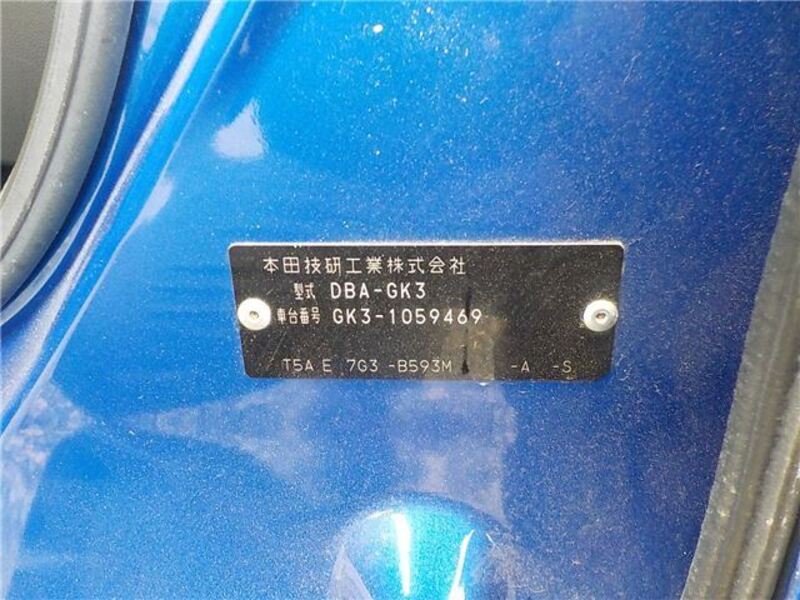 本田技研工業株式会社
型式 DBA-GK3
車台番号 GK3-1059469
T5A E 7G3 -B593M -A -S